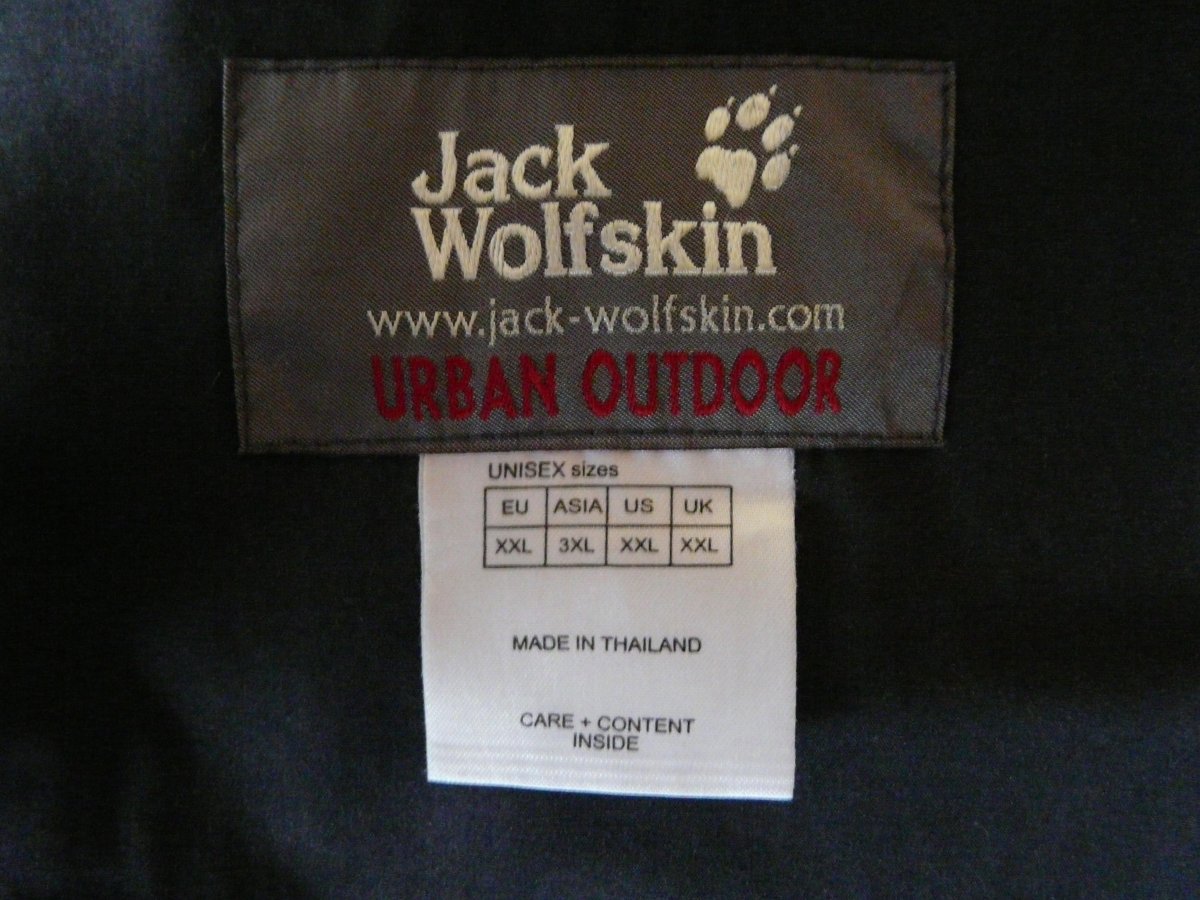 Jack
Wolfskin
www.jack-wolfskin.com
URBAN OUTDOOR
UNISEX sizes
EU ASIA US UK
XXL 3XL XXL XXL
MADE IN THAILAND
CARE + CONTENT
INSIDE